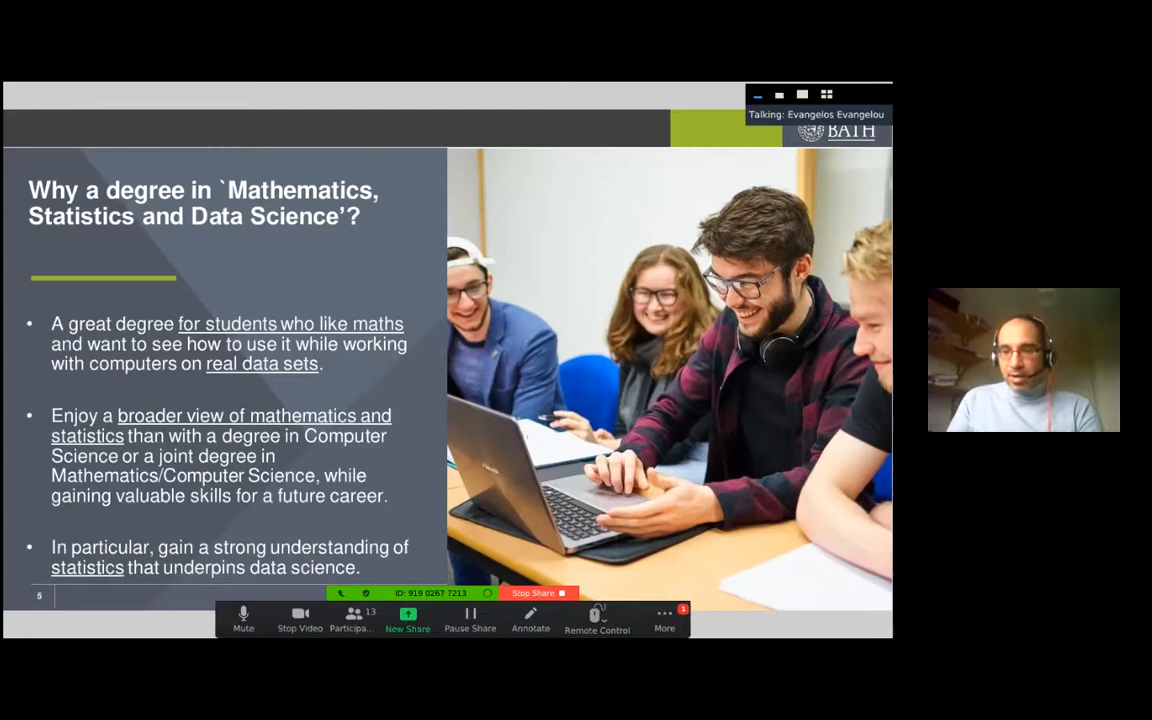 Talking: Evangelos Evangelou
BATH
Why a degree in `Mathematics,
Statistics and Data Science’?
• A great degree for students who like maths
and want to see how to use it while working
with computers on real data sets.
• Enjoy a broader view of mathematics and
statistics than with a degree in Computer
Science or a joint degree in
Mathematics/Computer Science, while
gaining valuable skills for a future career.
• In particular, gain a strong understanding of
statistics that underpins data science.
5
ID: 919 0267 7213
Stop Share
13
1
Mute
Stop Video
Participa...
New Share
Pause Share
Annotate
Remote Control
More